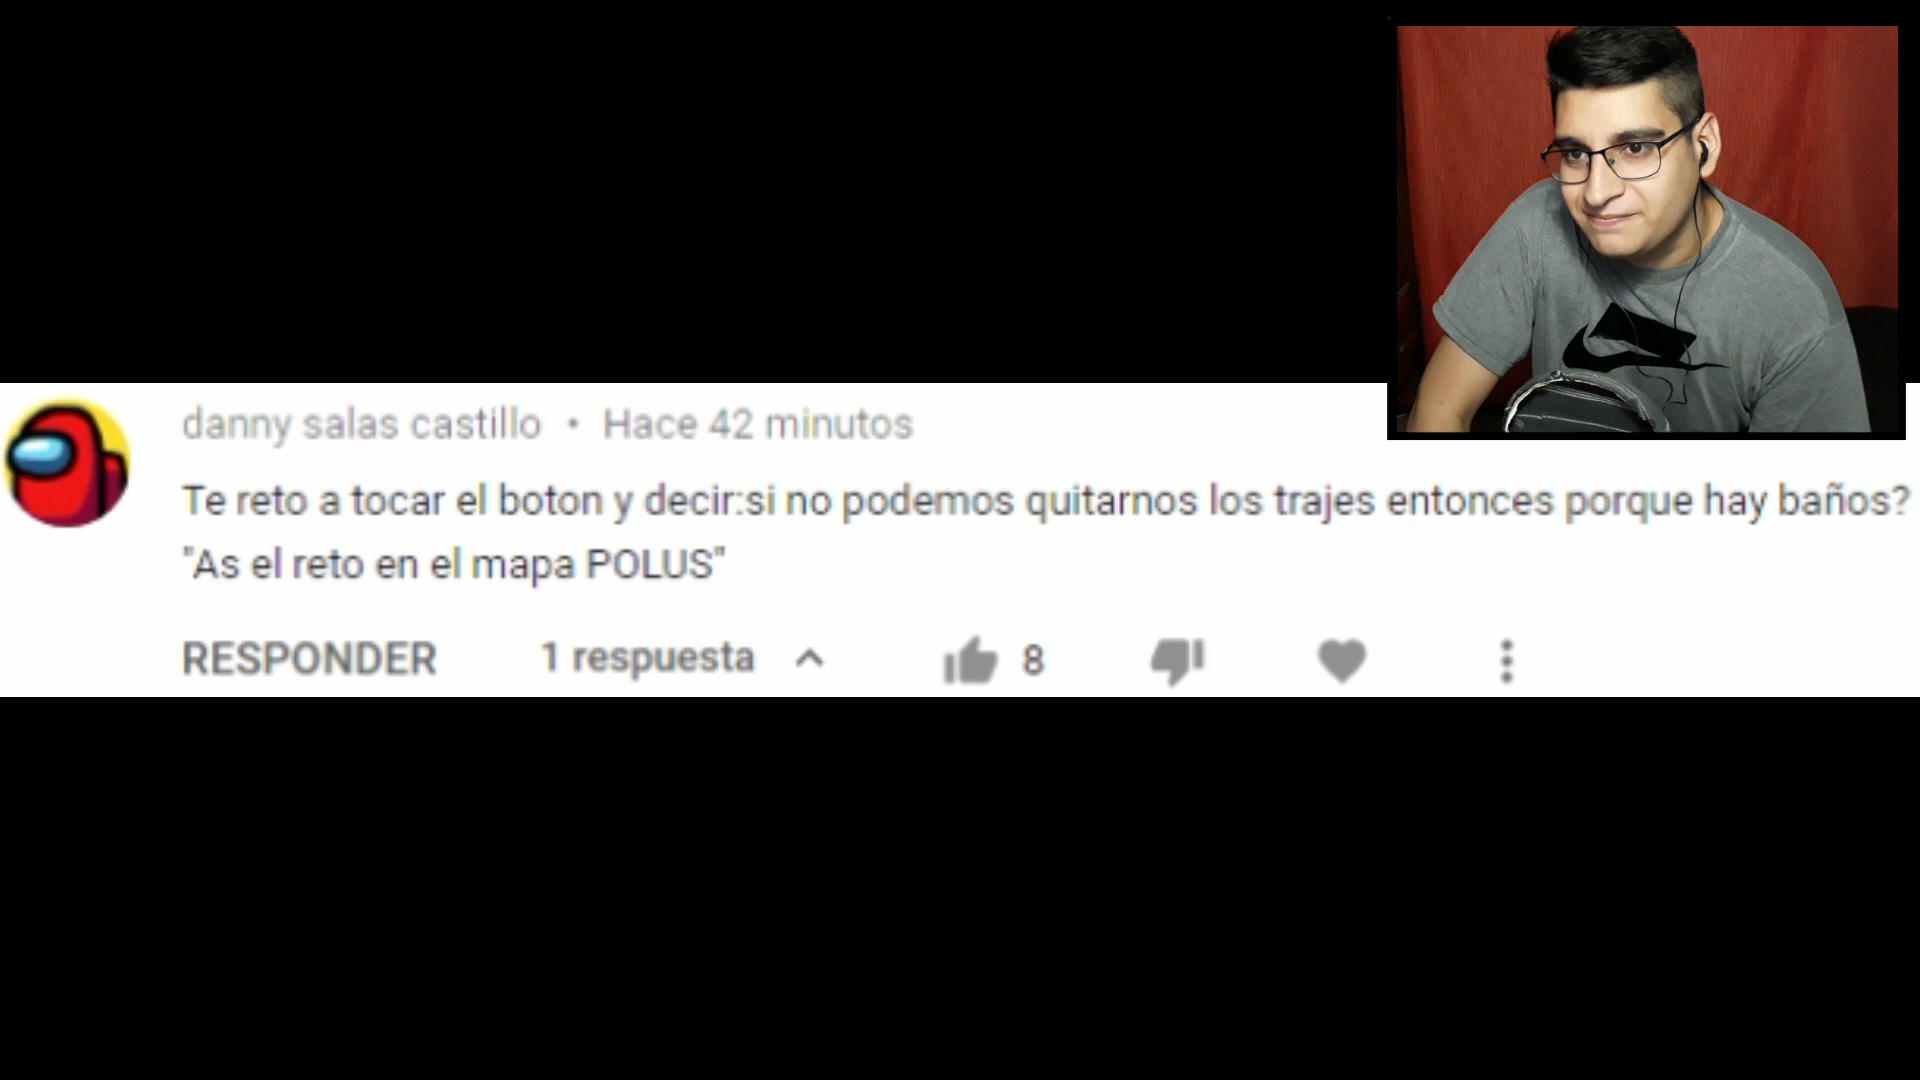 danny salas castillo • Hace 42 minutos
Te reto a tocar el boton y decir:si no podemos quitarnos los trajes entonces porque hay baños?
"As el reto en el mapa POLUS"
RESPONDER 1 respuesta 8